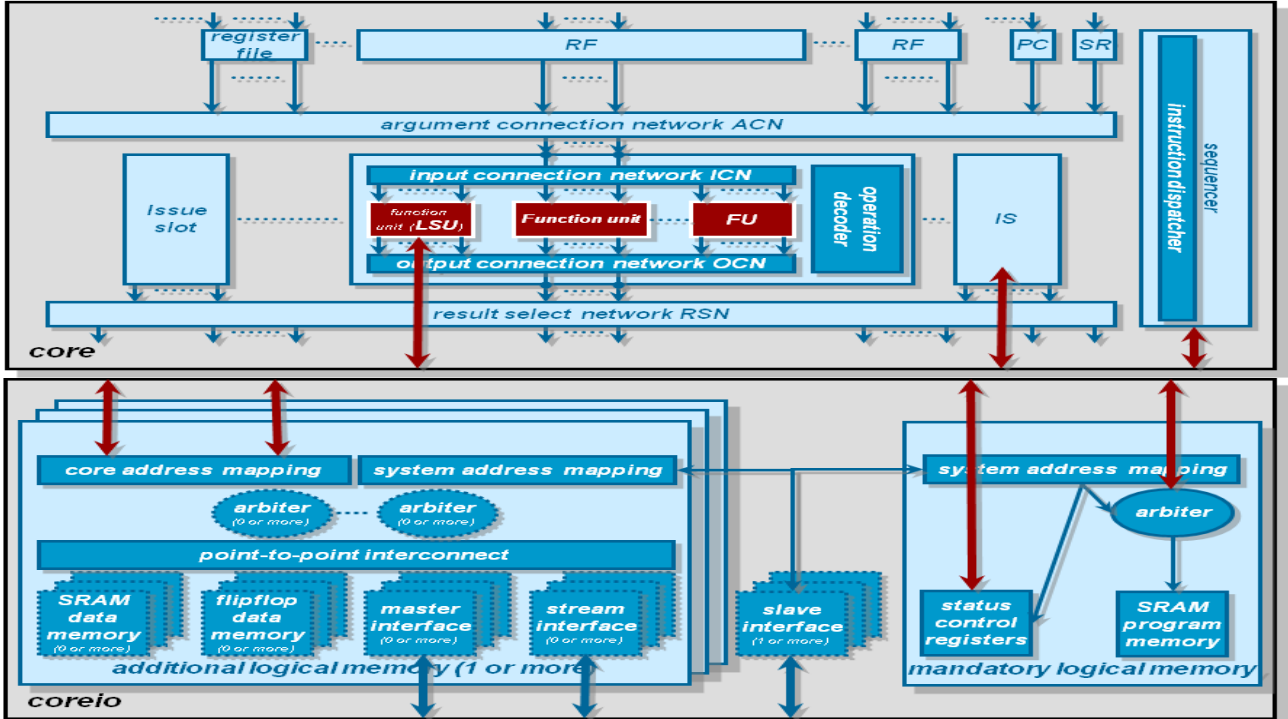 register
file
RF
RF
PC
SR
argument connection network ACN
Issue
slot
input connection network ICN
function
unit (LSU)
Function unit
FU
output connection network OCN
operation
decoder
IS
instruction dispatcher
sequencer
result select network RSN
core
core address mapping
system address mapping
arbiter
(0 or more)
arbiter
(0 or more)
point-to-point interconnect
SRAM
data
memory
(0 or more)
flipflop
data
memory
(0 or more)
master
interface
(0 or more)
stream
interface
(0 or more)
additional logical memory (1 or more)
slave
interface
(1 or more)
system address mapping
arbiter
status
control
registers
SRAM
program
memory
mandatory logical memory
coreio